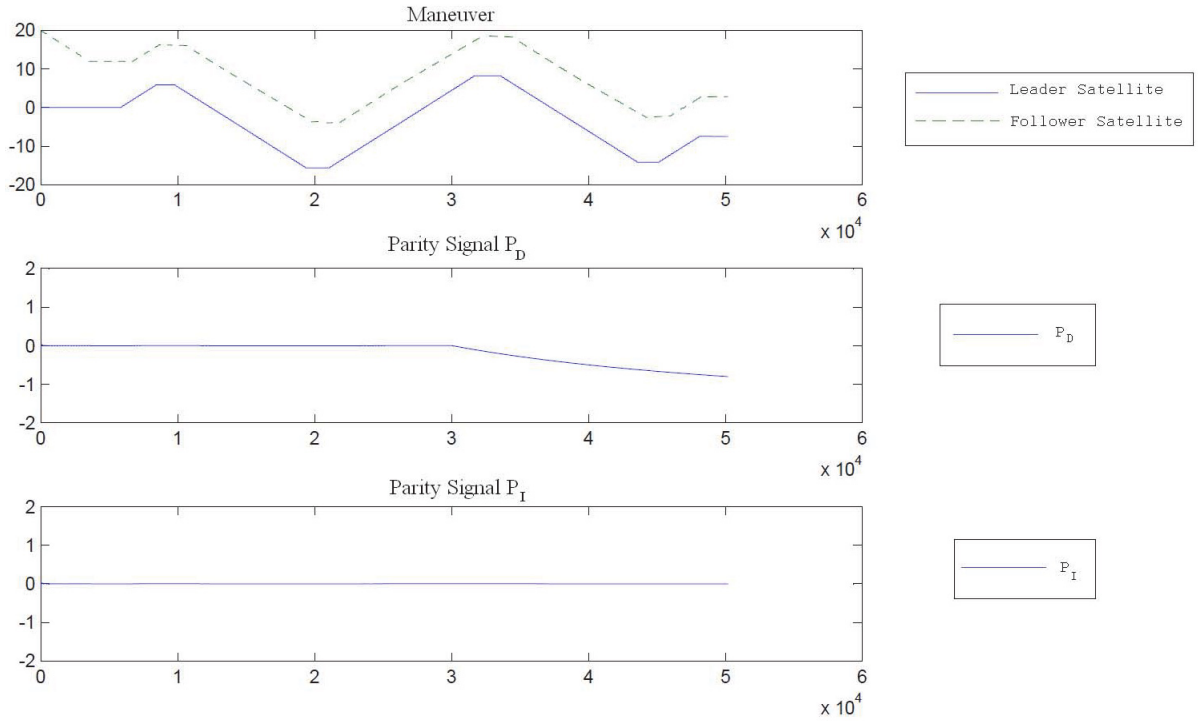 Maneuver
20
10
0
-10
-20
0 1 2 3 4 5 6
x 10^4
Leader Satellite
Follower Satellite
Parity Signal P_D
2
1
0
-1
-2
0 1 2 3 4 5 6
x 10^4
P_D
Parity Signal P_I
2
1
0
-1
-2
0 1 2 3 4 5 6
x 10^4
P_I